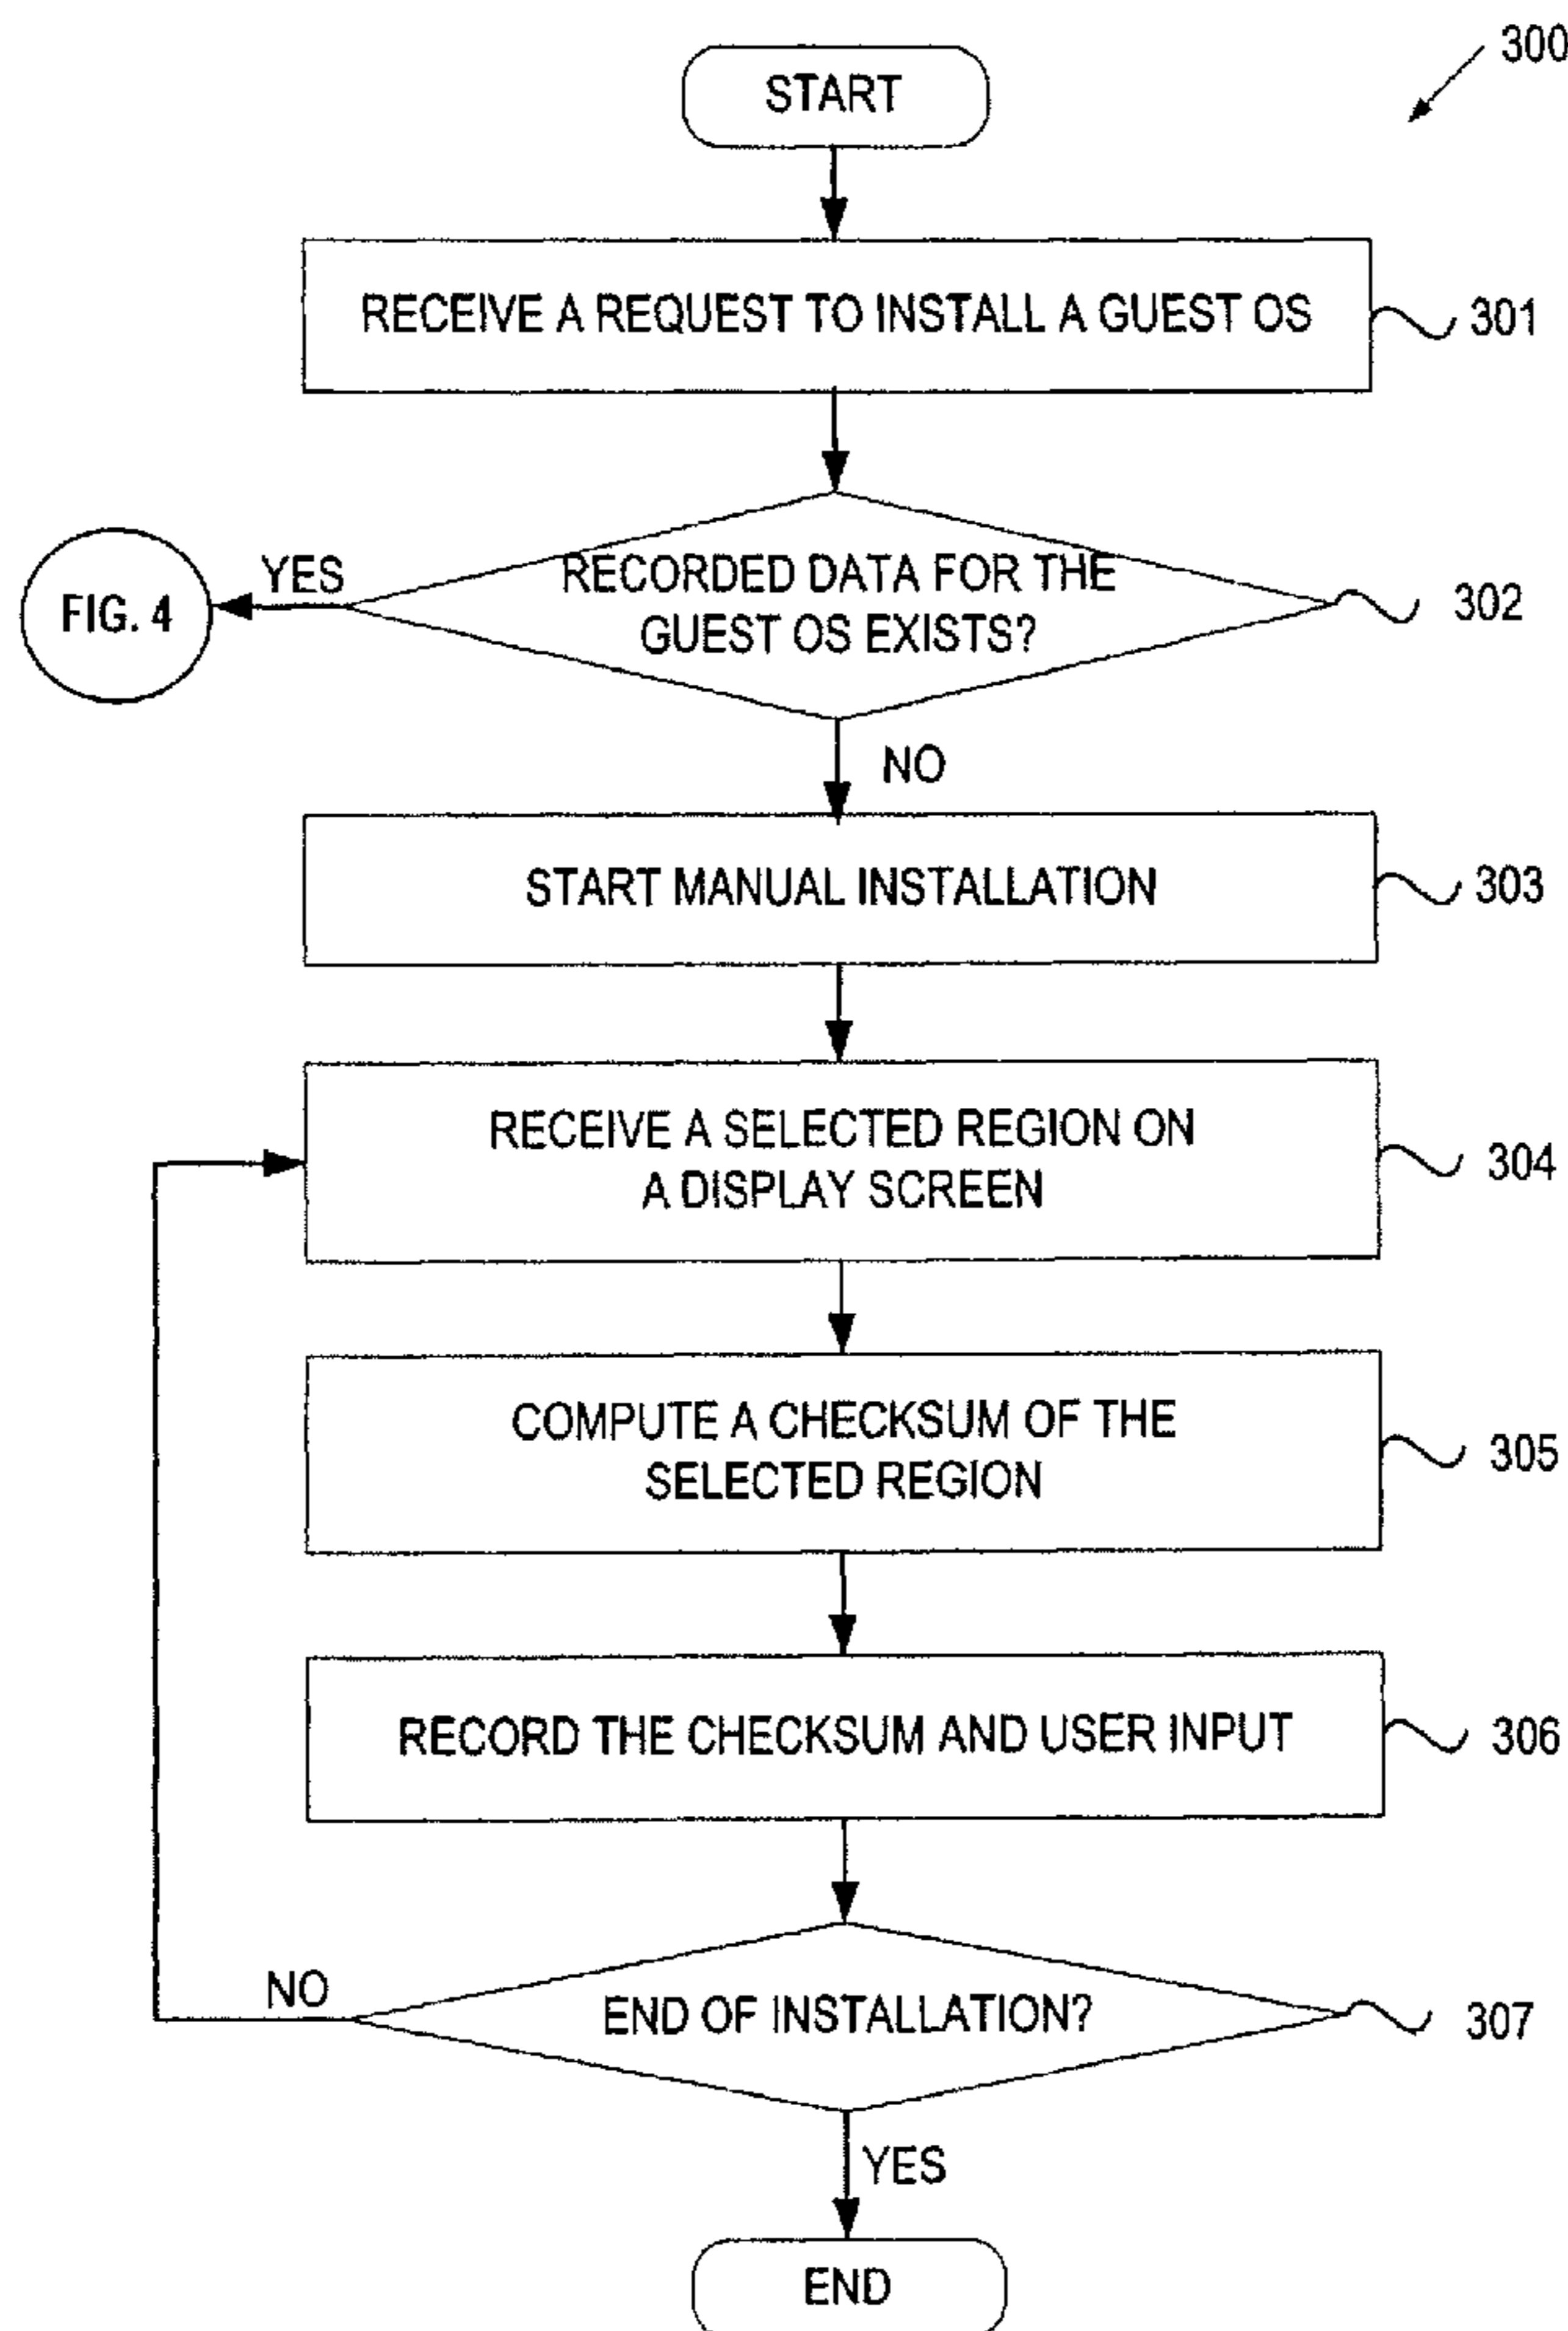 300
START
RECEIVE A REQUEST TO INSTALL A GUEST OS
301
RECORDED DATA FOR THE
GUEST OS EXISTS?
302
YES
FIG. 4
NO
START MANUAL INSTALLATION
303
RECEIVE A SELECTED REGION ON
A DISPLAY SCREEN
304
COMPUTE A CHECKSUM OF THE
SELECTED REGION
305
RECORD THE CHECKSUM AND USER INPUT
306
NO
END OF INSTALLATION?
307
YES
END